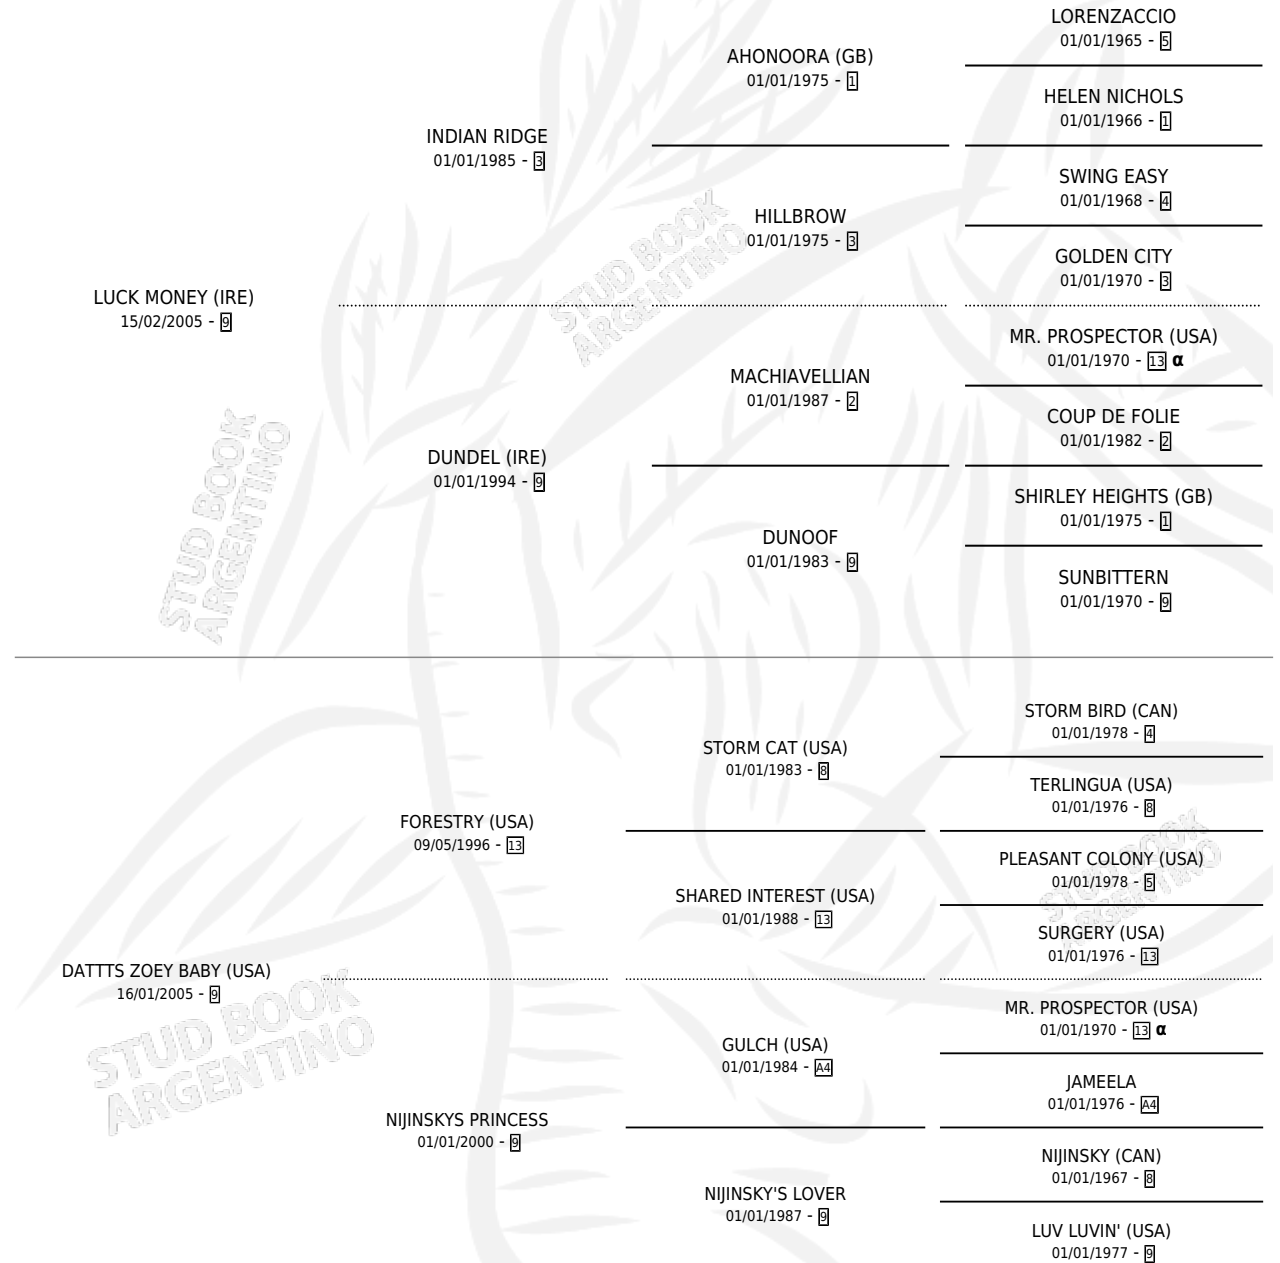 LORENZACCIO
01/01/1965 - 5
AHONOORA (GB)
01/01/1975 - 1
HELEN NICHOLS
01/01/1966 - 1
INDIAN RIDGE
01/01/1985 - 3
SWING EASY
01/01/1968 - 4
HILLBROW
01/01/1975 - 3
GOLDEN CITY
01/01/1970 - 3
LUCK MONEY (IRE)
15/02/2005 - 9
MR. PROSPECTOR (USA)
01/01/1970 - 13 α
MACHIAVELLIAN
01/01/1987 - 2
COUP DE FOLIE
01/01/1982 - 2
DUNDEL (IRE)
01/01/1994 - 9
SHIRLEY HEIGHTS (GB)
01/01/1975 - 1
DUNOOF
01/01/1983 - 9
SUNBITTERN
01/01/1970 - 9
STORM BIRD (CAN)
01/01/1978 - 4
STORM CAT (USA)
01/01/1983 - 8
TERLINGUA (USA)
01/01/1976 - 8
FORESTRY (USA)
09/05/1996 - 13
PLEASANT COLONY (USA)
01/01/1978 - 5
SHARED INTEREST (USA)
01/01/1988 - 13
SURGERY (USA)
01/01/1976 - 13
DATTTS ZOEY BABY (USA)
16/01/2005 - 9
MR. PROSPECTOR (USA)
01/01/1970 - 13 α
GULCH (USA)
01/01/1984 - A4
JAMEELA
01/01/1976 - A4
NIJINSKYS PRINCESS
01/01/2000 - 9
NIJINSKY (CAN)
01/01/1967 - 8
NIJINSKY'S LOVER
01/01/1987 - 9
LUV LUVIN' (USA)
01/01/1977 - 9
STUD BOOK
ARGENTINO
STUD BOOK
ARGENTINO
STUD BOOK
ARGENTINO
STUD BOOK
ARGENTINO